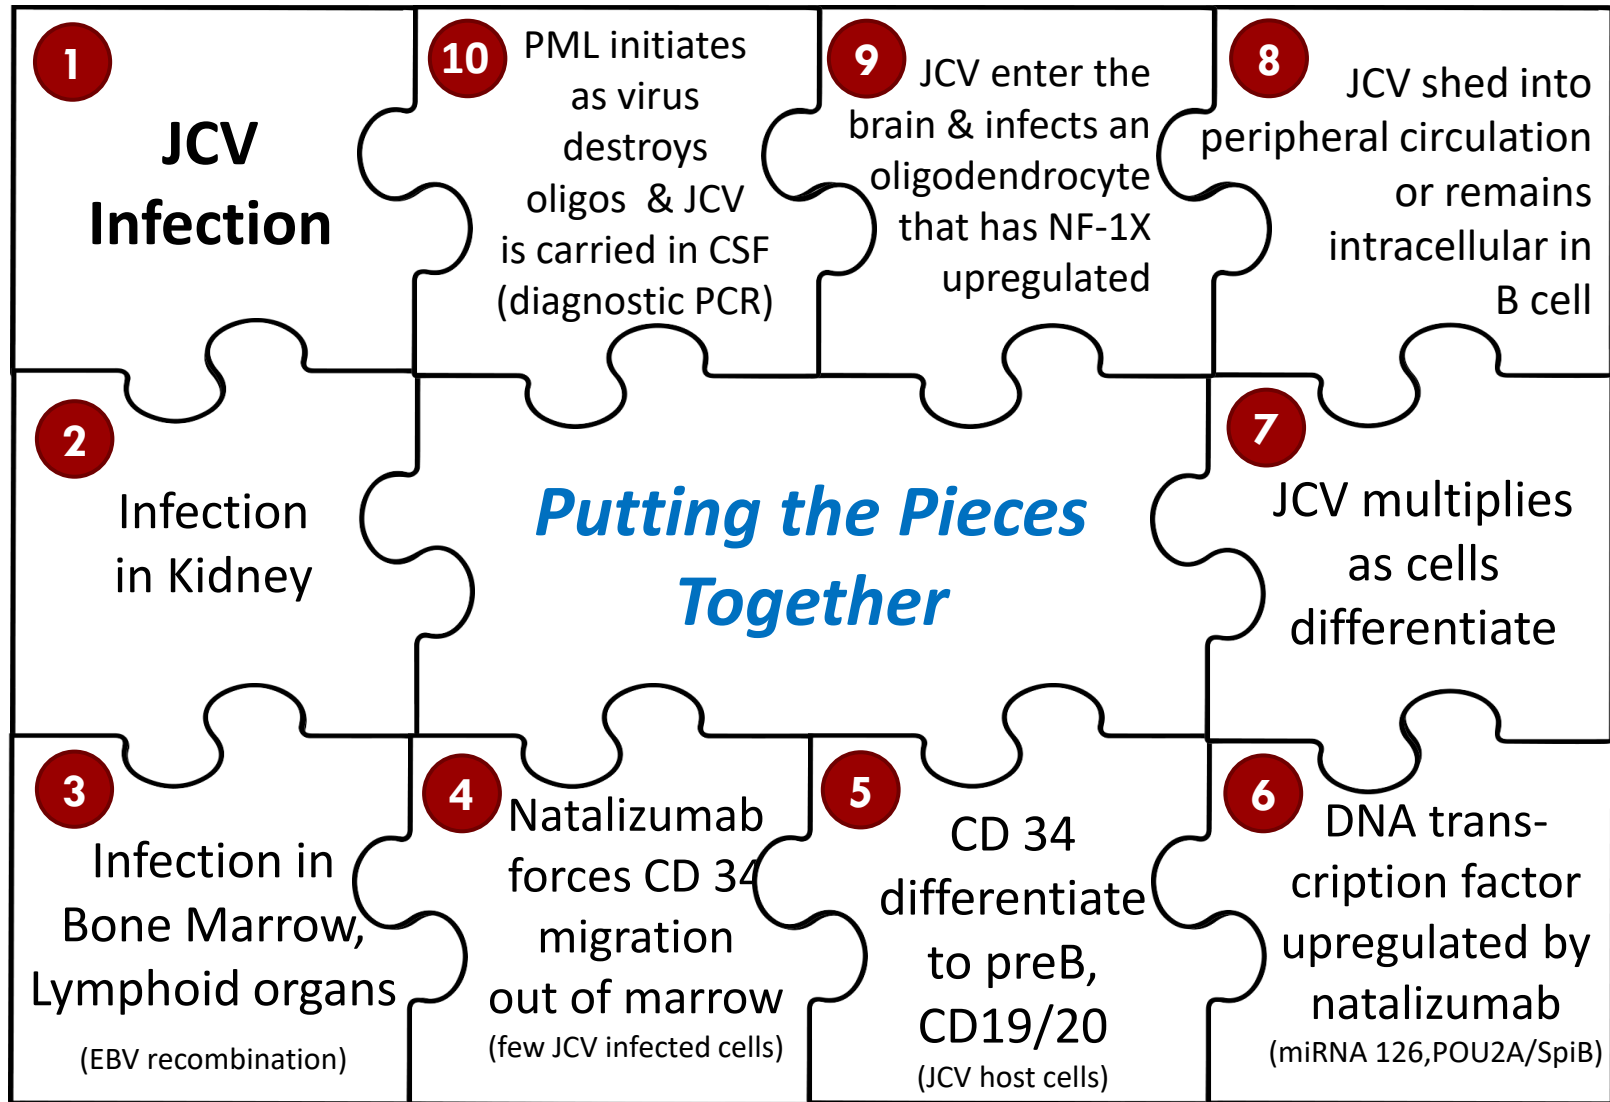 1
JCV
Infection
10
PML initiates
as virus
destroys
oligos & JCV
is carried in CSF
(diagnostic PCR)
9
JCV enter the
brain & infects an
oligodendrocyte
that has NF-1X
upregulated
8
JCV shed into
peripheral circulation
or remains
intracellular in
B cell
2
Infection
in Kidney
Putting the Pieces
Together
7
JCV multiplies
as cells
differentiate
3
Infection in
Bone Marrow,
Lymphoid organs
(EBV recombination)
4
Natalizumab
forces CD 34
migration
out of marrow
(few JCV infected cells)
5
CD 34
differentiate
to preB,
CD19/20
(JCV host cells)
6
DNA trans-
cription factor
upregulated by
natalizumab
(miRNA 126,POU2A/SpiB)